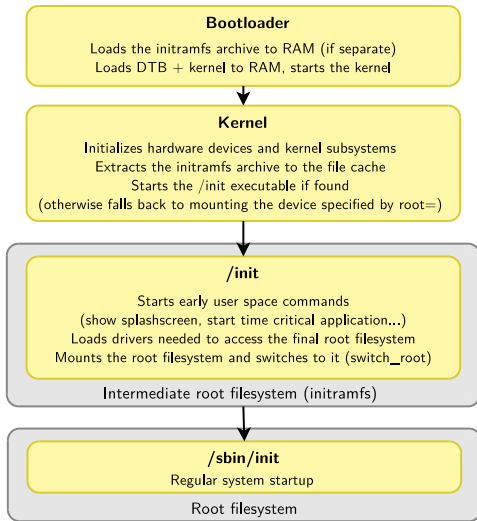 Bootloader
Loads the initramfs archive to RAM (if separate)
Loads DTB + kernel to RAM, starts the kernel
Kernel
Initializes hardware devices and kernel subsystems
Extracts the initramfs archive to the file cache
Starts the /init executable if found
(otherwise falls back to mounting the device specified by root=)
/init
Starts early user space commands
(show splashscreen, start time critical application...)
Loads drivers needed to access the final root filesystem
Mounts the root filesystem and switches to it (switch_root)
Intermediate root filesystem (initramfs)
/sbin/init
Regular system startup
Root filesystem